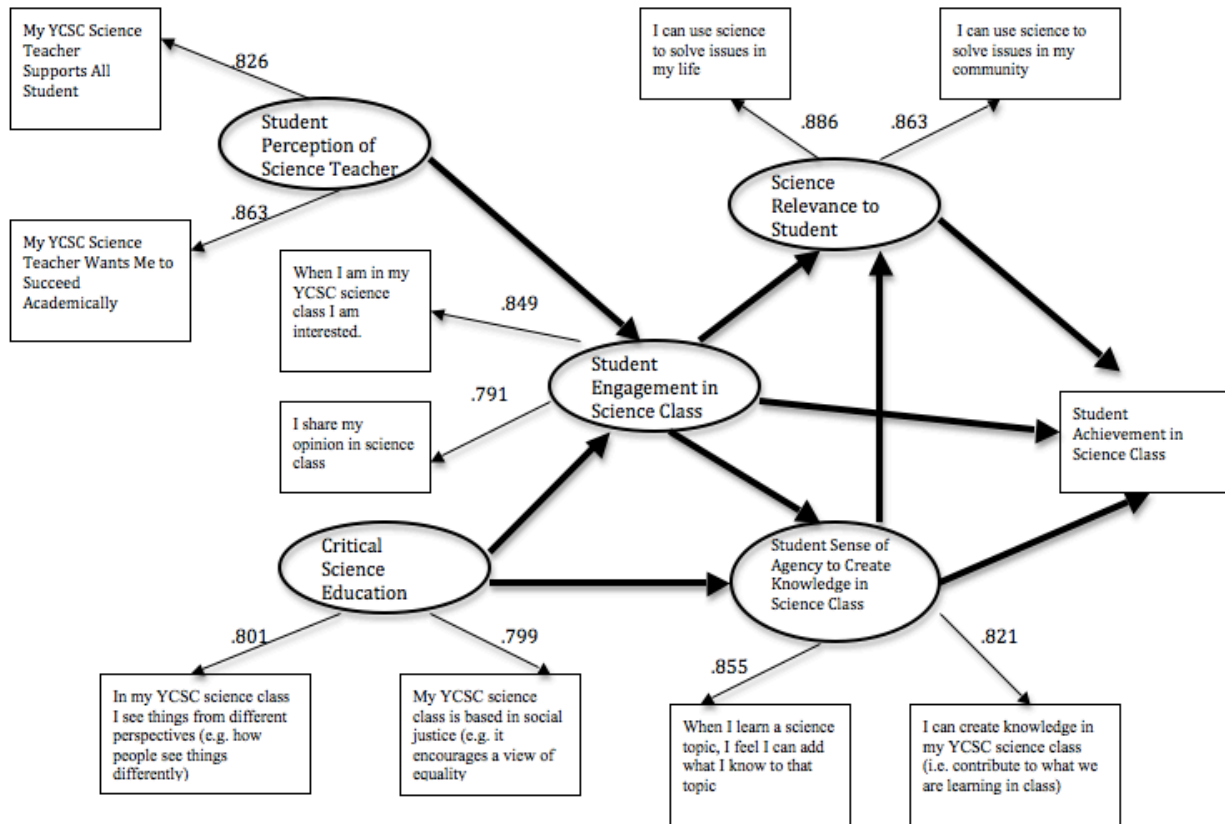 My YCSC Science
Teacher
Supports All
Student
.826
Student
Perception of
Science Teacher
.863
My YCSC Science
Teacher Wants Me to
Succeed
Academically
I can use science
to solve issues in
my life
I can use science to
solve issues in my
community
.886
.863
Science
Relevance to
Student
When I am in my
YCSC science
class I am
interested.
.849
Student
Engagement in
Science Class
.791
I share my
opinion in science
class
Student
Achievement in
Science Class
Critical
Science
Education
Student Sense of
Agency to Create
Knowledge in
Science Class
.801
.799
.855
.821
In my YCSC science class
I see things from different
perspectives (e.g. how
people see things
differently)
My YCSC science
class is based in social
justice (e.g. it
encourages a view of
equality
When I learn a science
topic, I feel I can add
what I know to that
topic
I can create knowledge in
my YCSC science class
(i.e. contribute to what we
are learning in class)